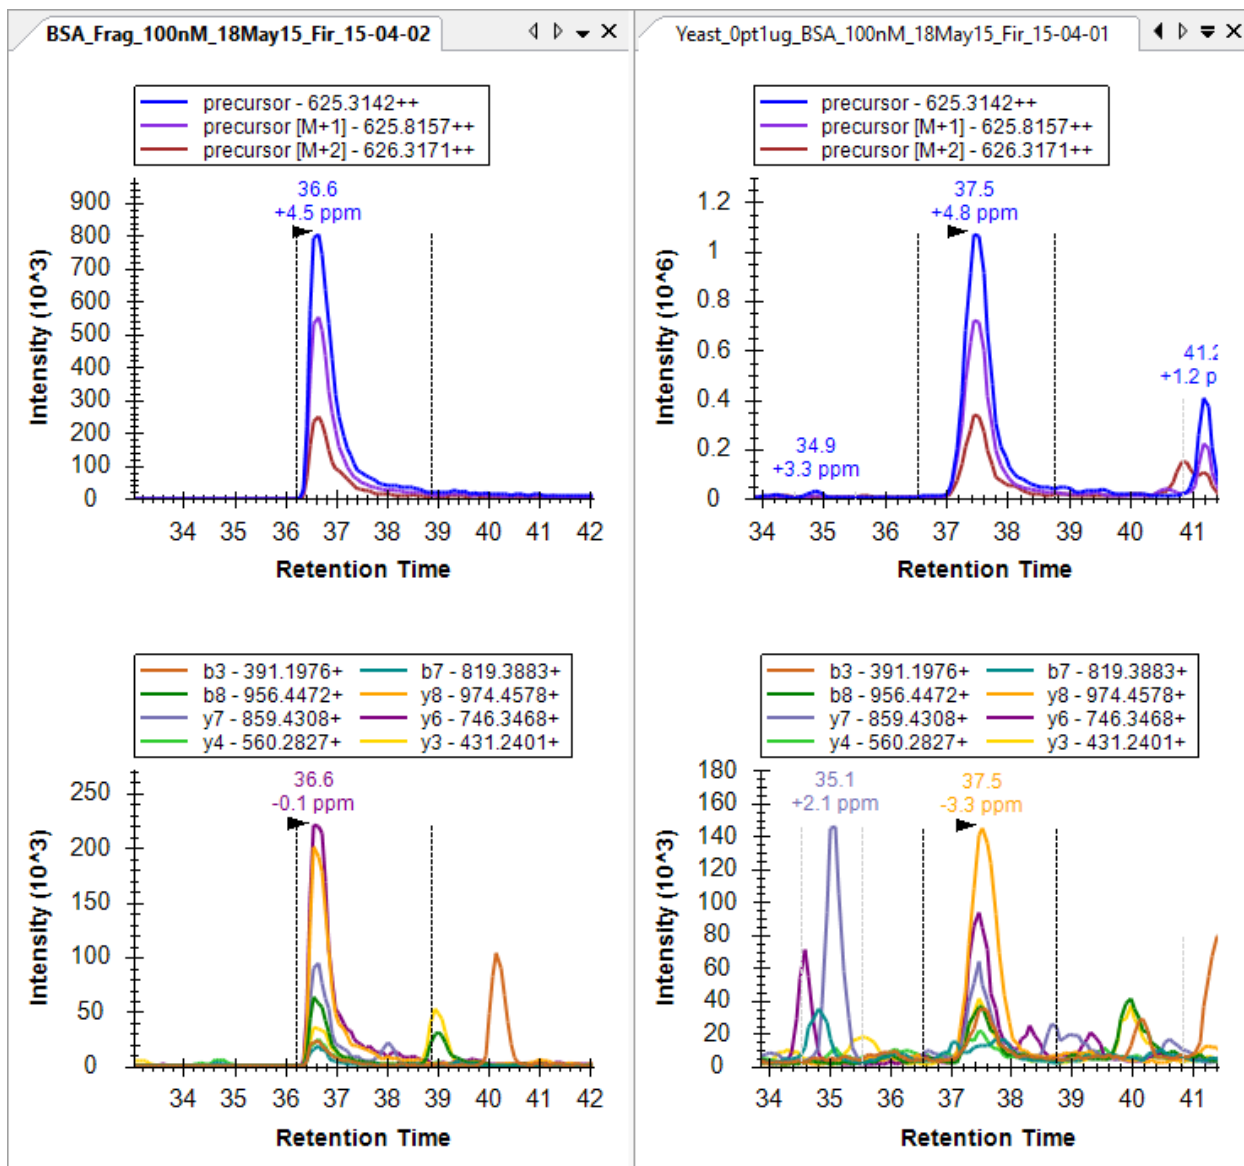 BSA_Frag_100nM_18May15_Fir_15-04-02
precursor - 625.3142++
precursor [M+1] - 625.8157++
precursor [M+2] - 626.3171++
36.6
+4.5 ppm
900
800
700
600
500
400
300
200
100
0
Intensity (10^3)
34 35 36 37 38 39 40 41 42
Retention Time
b3 - 391.1976+ b7 - 819.3883+
b8 - 956.4472+ y8 - 974.4578+
y7 - 859.4308+ y6 - 746.3468+
y4 - 560.2827+ y3 - 431.2401+
36.6
-0.1 ppm
250
200
150
100
50
0
Intensity (10^3)
33 34 35 36 37 38 39 40 41 42
Retention Time
Yeast_0pt1ug_BSA_100nM_18May15_Fir_15-04-01
precursor - 625.3142++
precursor [M+1] - 625.8157++
precursor [M+2] - 626.3171++
37.5
+4.8 ppm
41.2
+1.2 p
34.9
+3.3 ppm
1.2
1
0.8
0.6
0.4
0.2
0
Intensity (10^6)
34 35 36 37 38 39 40 41
Retention Time
b3 - 391.1976+ b7 - 819.3883+
b8 - 956.4472+ y8 - 974.4578+
y7 - 859.4308+ y6 - 746.3468+
y4 - 560.2827+ y3 - 431.2401+
35.1
+2.1 ppm
37.5
-3.3 ppm
180
160
140
120
100
80
60
40
20
0
Intensity (10^3)
34 35 36 37 38 39 40 41
Retention Time